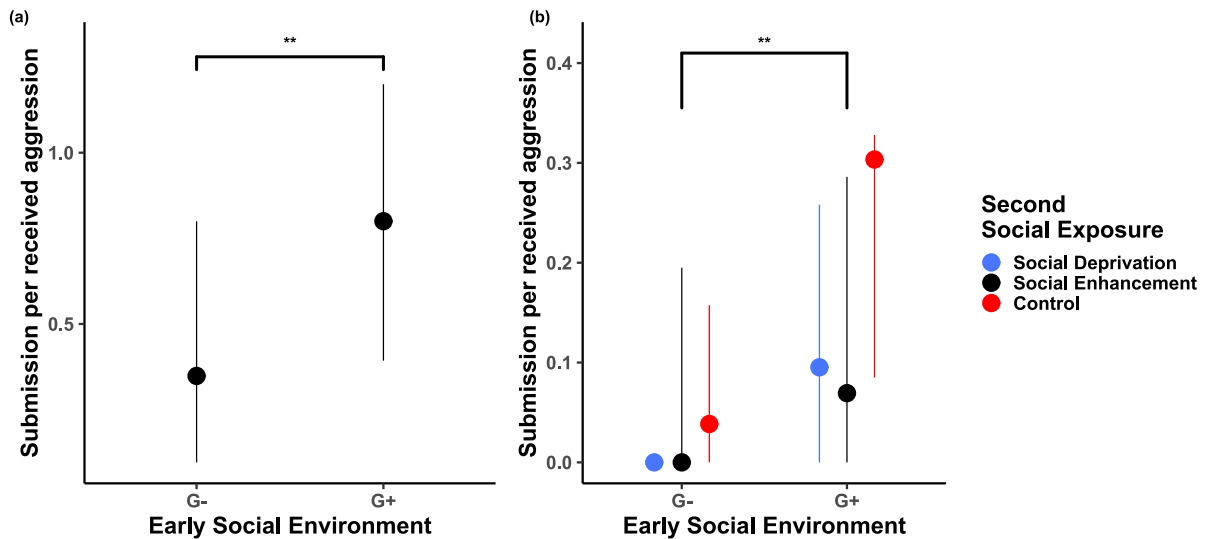 (a)
**
Submission per received aggression
1.0
0.5
G-
G+
Early Social Environment
(b)
**
Submission per received aggression
0.4
0.3
0.2
0.1
0.0
G-
G+
Early Social Environment
Second
Social Exposure
Social Deprivation
Social Enhancement
Control